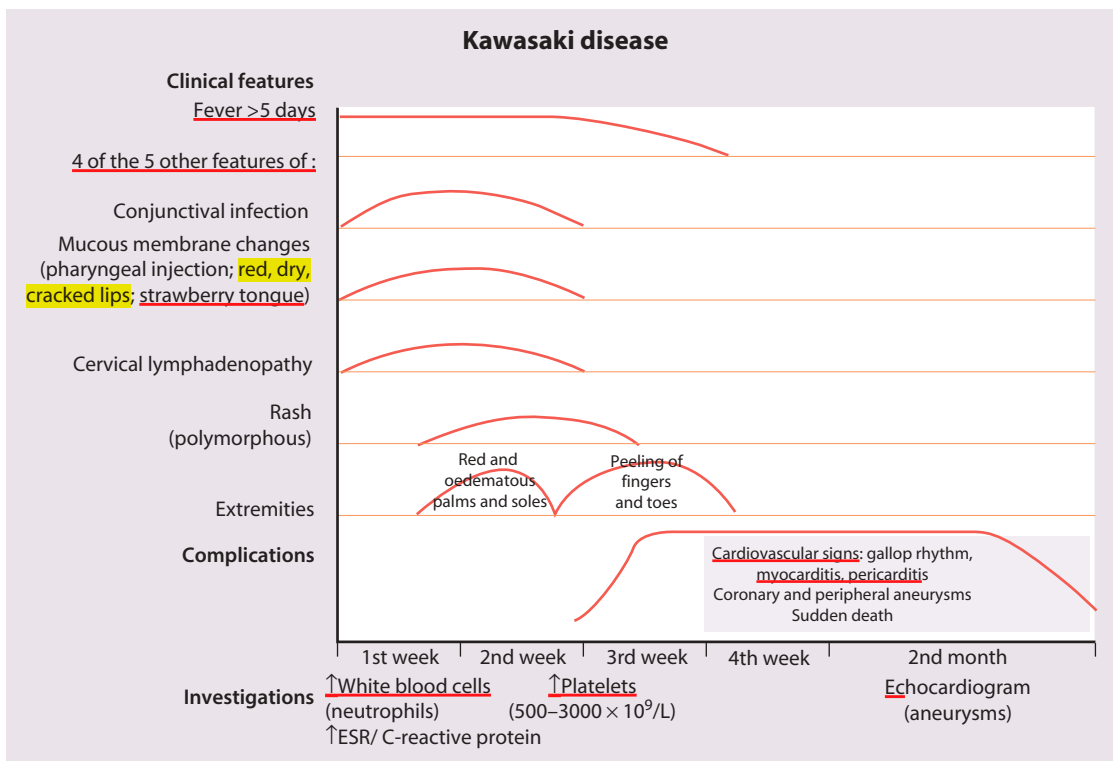 Kawasaki disease
Clinical features
Fever >5 days
4 of the 5 other features of :
Conjunctival infection
Mucous membrane changes
(pharyngeal injection; red, dry,
cracked lips; strawberry tongue)
Cervical lymphadenopathy
Rash
(polymorphous)
Extremities
Red and
oedematous
palms and soles
Peeling of
fingers
and toes
Complications
Cardiovascular signs: gallop rhythm,
myocarditis, pericarditis
Coronary and peripheral aneurysms
Sudden death
1st week
2nd week
3rd week
4th week
2nd month
Investigations
↑White blood cells
(neutrophils)
↑ESR/ C-reactive protein
↑Platelets
(500–3000 × 10⁹/L)
Echocardiogram
(aneurysms)